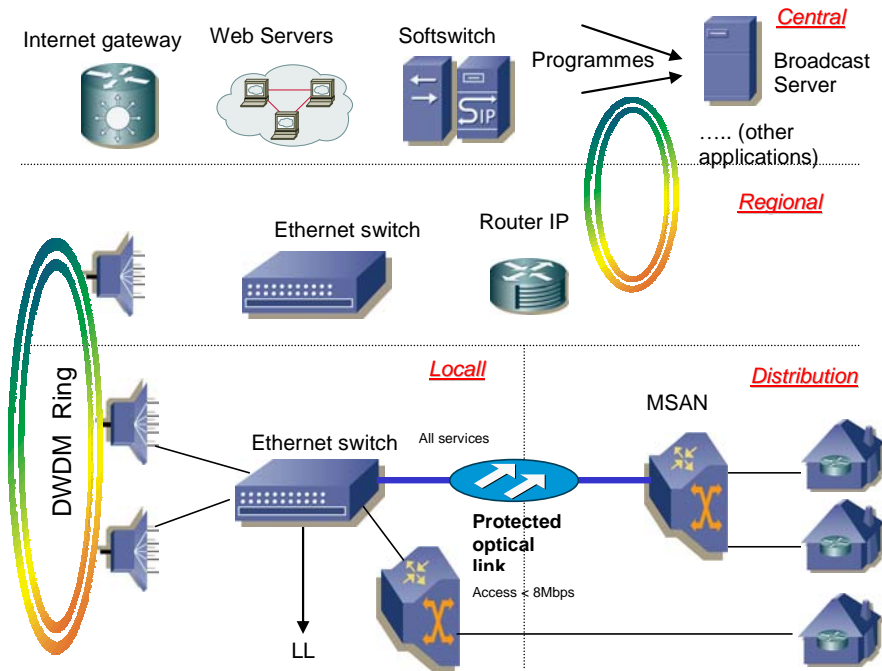 Central
Internet gateway
Web Servers
Softswitch
Programmes
Broadcast
Server
SIP
….. (other
applications)
Regional
Ethernet switch
Router IP
Locall
Distribution
DWDM Ring
MSAN
Ethernet switch
All services
Protected
optical
link
Access < 8Mbps
LL